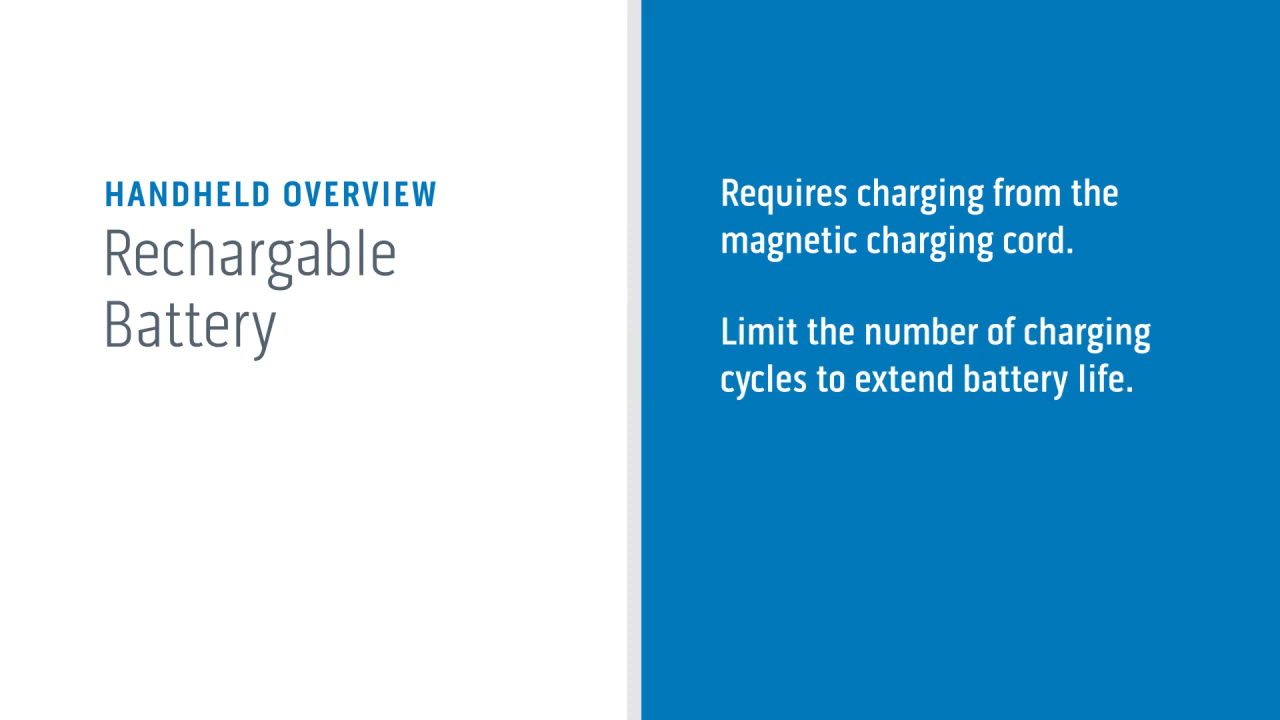 HANDHELD OVERVIEW
Rechargable
Battery
Requires charging from the
magnetic charging cord.
Limit the number of charging
cycles to extend battery life.